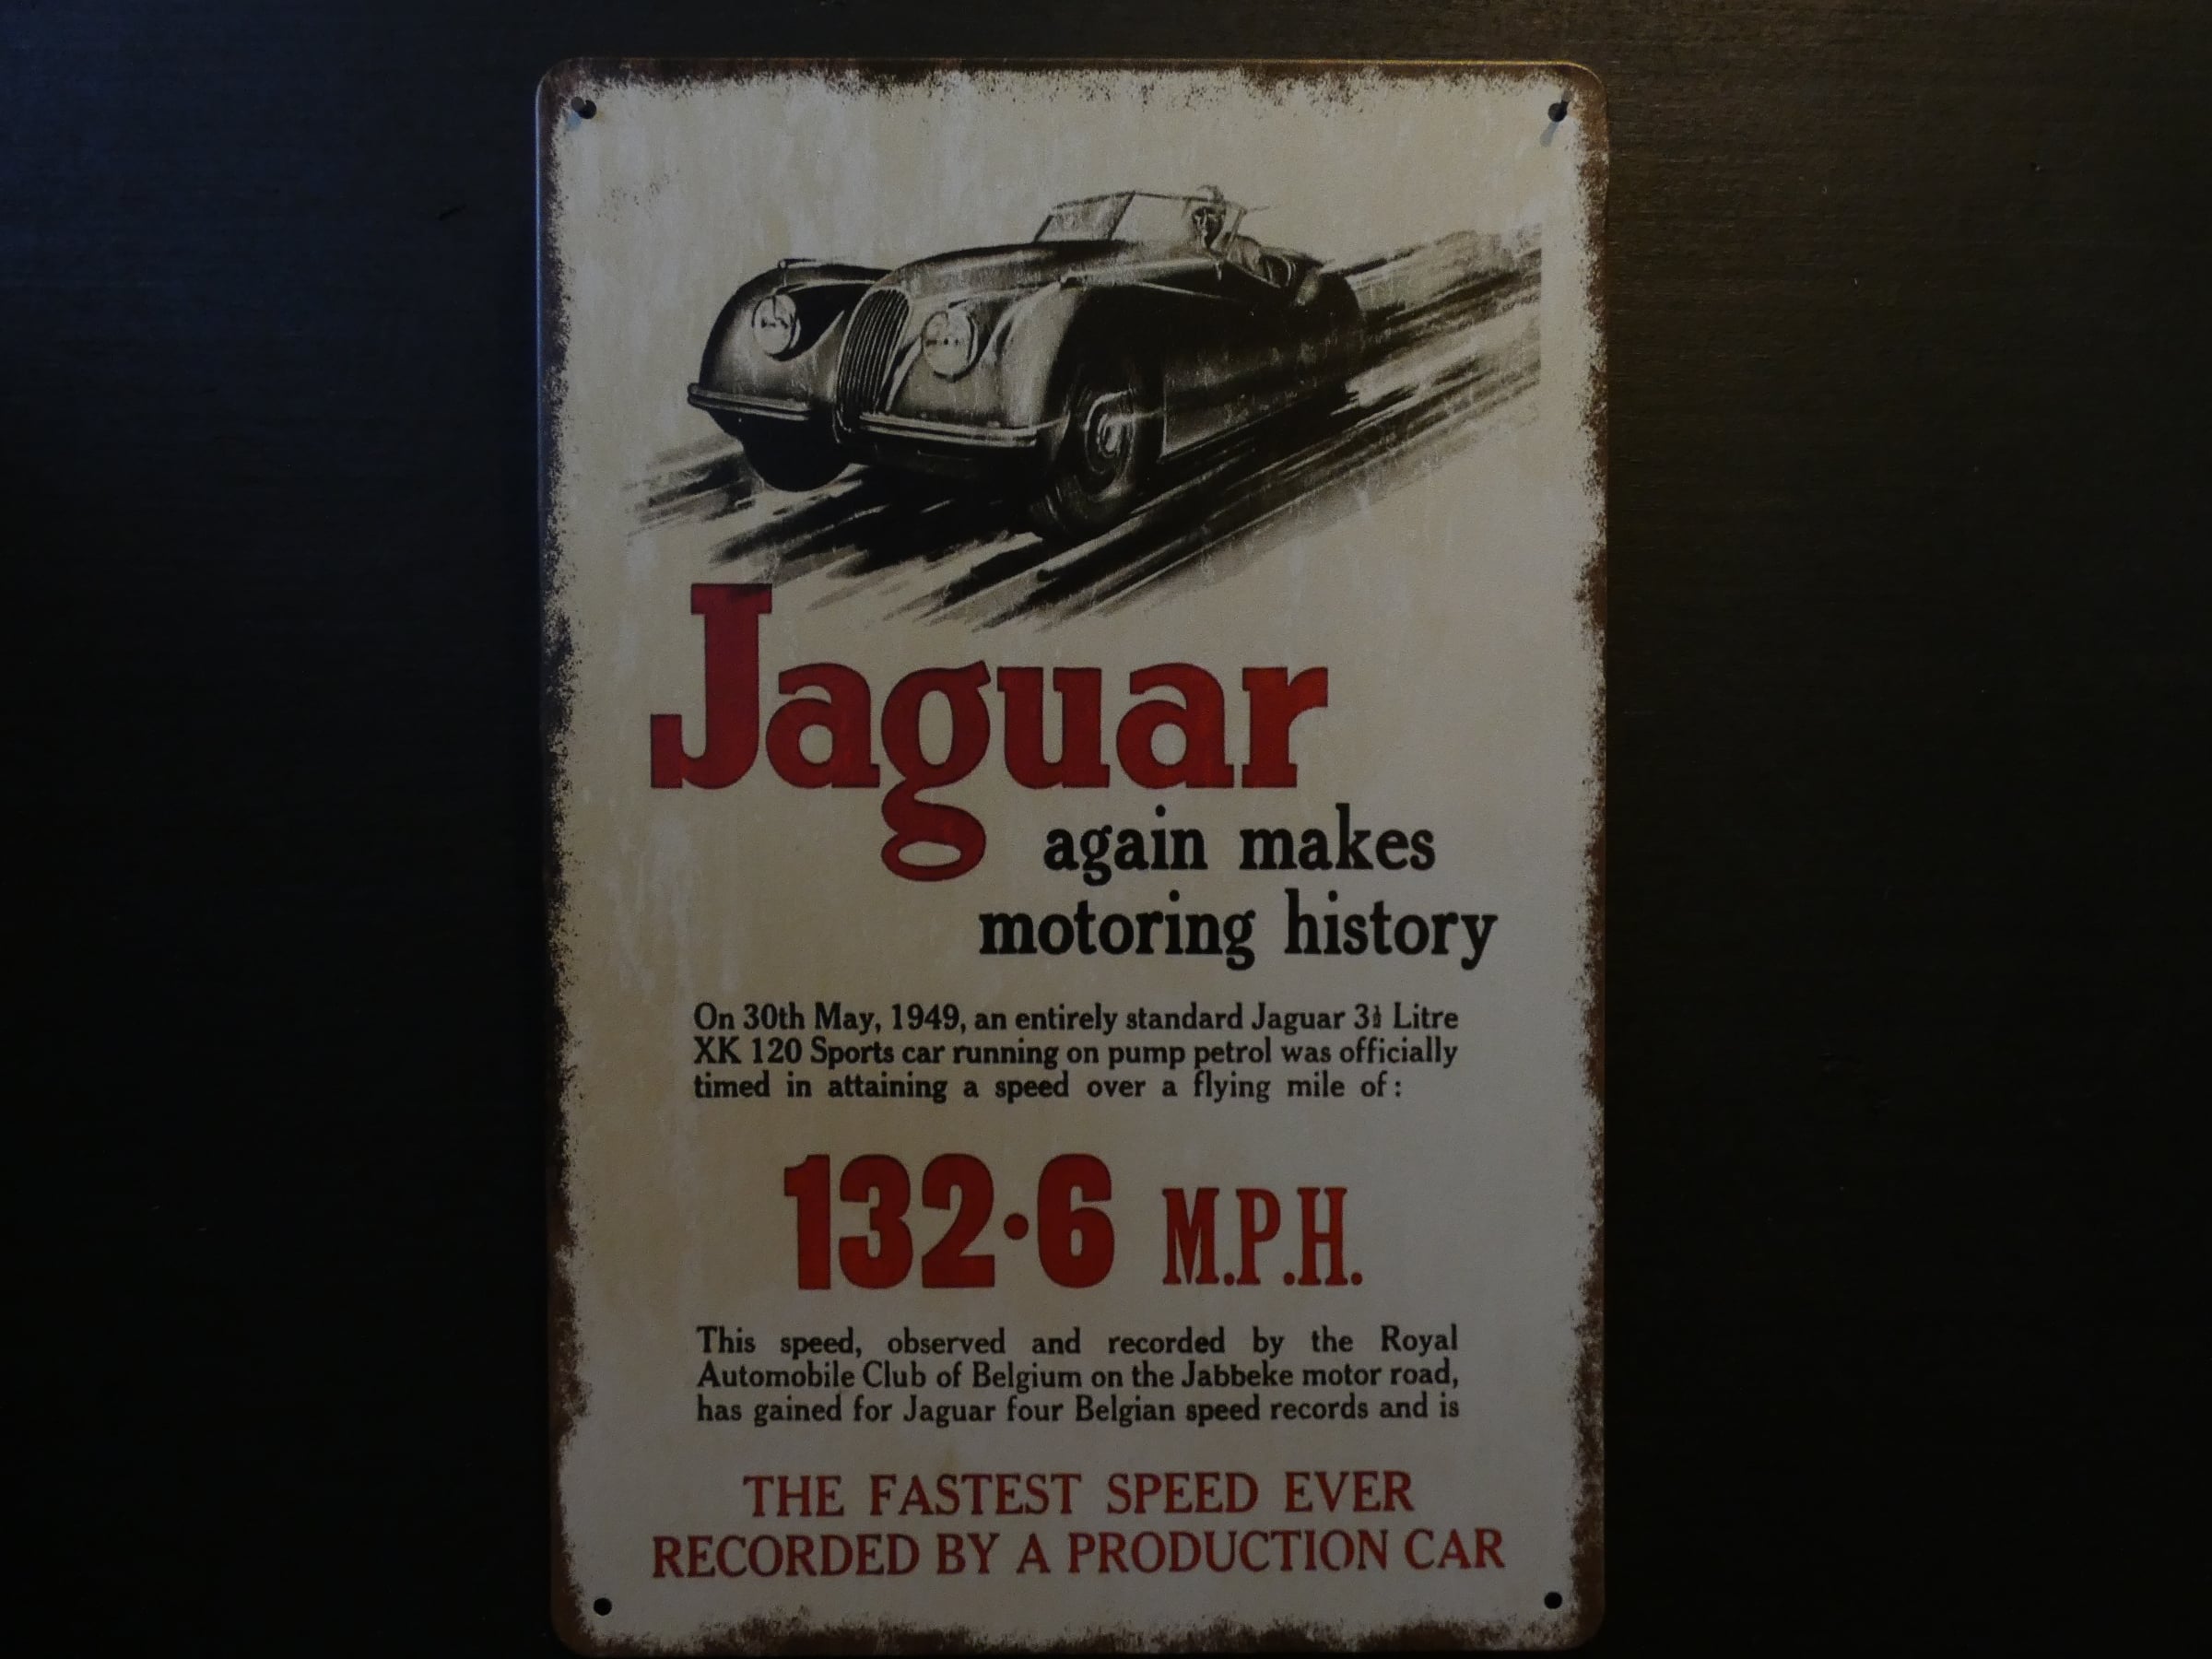 Jaguar
again makes
motoring history
On 30th May, 1949, an entirely standard Jaguar 3½ Litre
XK 120 Sports car running on pump petrol was officially
timed in attaining a speed over a flying mile of:
132·6 M.P.H.
This speed, observed and recorded by the Royal
Automobile Club of Belgium on the Jabbeke motor road,
has gained for Jaguar four Belgian speed records and is
THE FASTEST SPEED EVER
RECORDED BY A PRODUCTION CAR